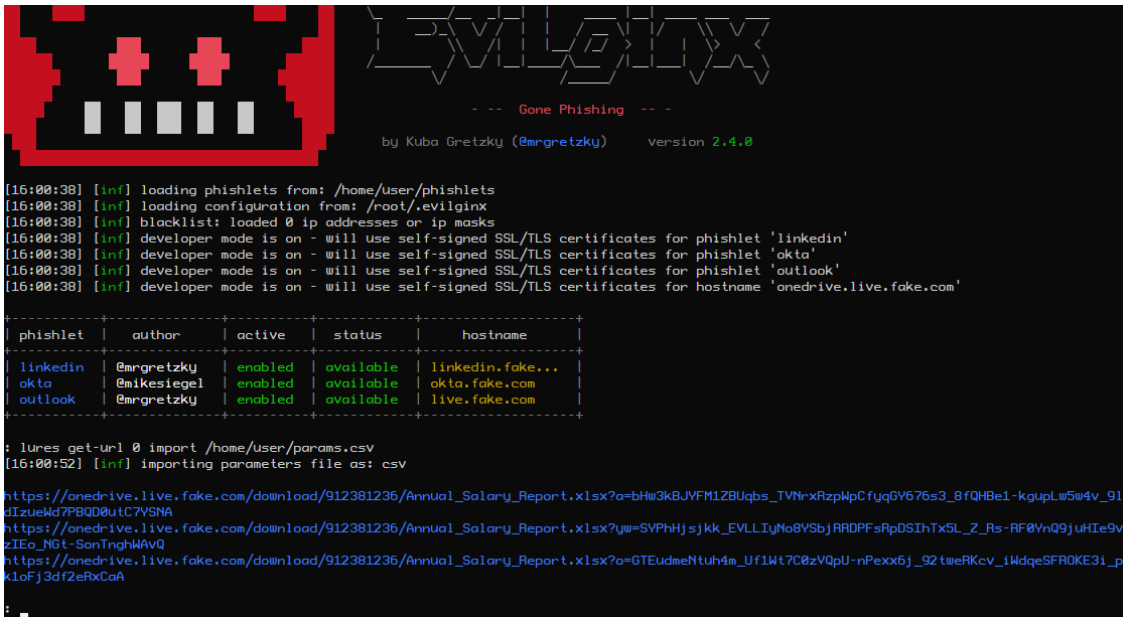 Evilginx
- -- Gone Phishing -- -
by Kuba Gretzky (@mrgretzky) version 2.4.0
[16:00:38] [inf] loading phishlets from: /home/user/phishlets
[16:00:38] [inf] loading configuration from: /root/.evilginx
[16:00:38] [inf] blacklist: loaded 0 ip addresses or ip masks
[16:00:38] [inf] developer mode is on - will use self-signed SSL/TLS certificates for phishlet 'linkedin'
[16:00:38] [inf] developer mode is on - will use self-signed SSL/TLS certificates for phishlet 'okta'
[16:00:38] [inf] developer mode is on - will use self-signed SSL/TLS certificates for phishlet 'outlook'
[16:00:38] [inf] developer mode is on - will use self-signed SSL/TLS certificates for hostname 'onedrive.live.fake.com'
| phishlet | author | active | status | hostname |
| linkedin | @mrgretzky | enabled | available | linkedin.fake... |
| okta | @mikesiegel | enabled | available | okta.fake.com |
| outlook | @mrgretzky | enabled | available | live.fake.com |
: lures get-url 0 import /home/user/params.csv
[16:00:52] [inf] importing parameters file as: csv
https://onedrive.live.fake.com/download/912381236/Annual_Salary_Report.xlsx?a=bHw3kBJYFM1ZBUqbs_TVNrxRzpWpCfyqGY676s3_8fQHBe1-kgupLw5w4v_9l
dIzueWd7PBQD0utC7YSNA
https://onedrive.live.fake.com/download/912381236/Annual_Salary_Report.xlsx?yw=SYPhHjsjkk_EVLLIyNo8YSbjRRDPFsRpDSIhTx5L_Z_Rs-RF0YnQ9juHIe9v
zIEo_NGt-SonTnghWAvQ
https://onedrive.live.fake.com/download/912381236/Annual_Salary_Report.xlsx?o=GTEudmeNtuh4m_Uf1Wt7C0zVQpU-nPexx6j_92tweRKcv_iWdqeSFROKE3i_p
k1oFj3df2eRxCaA
: